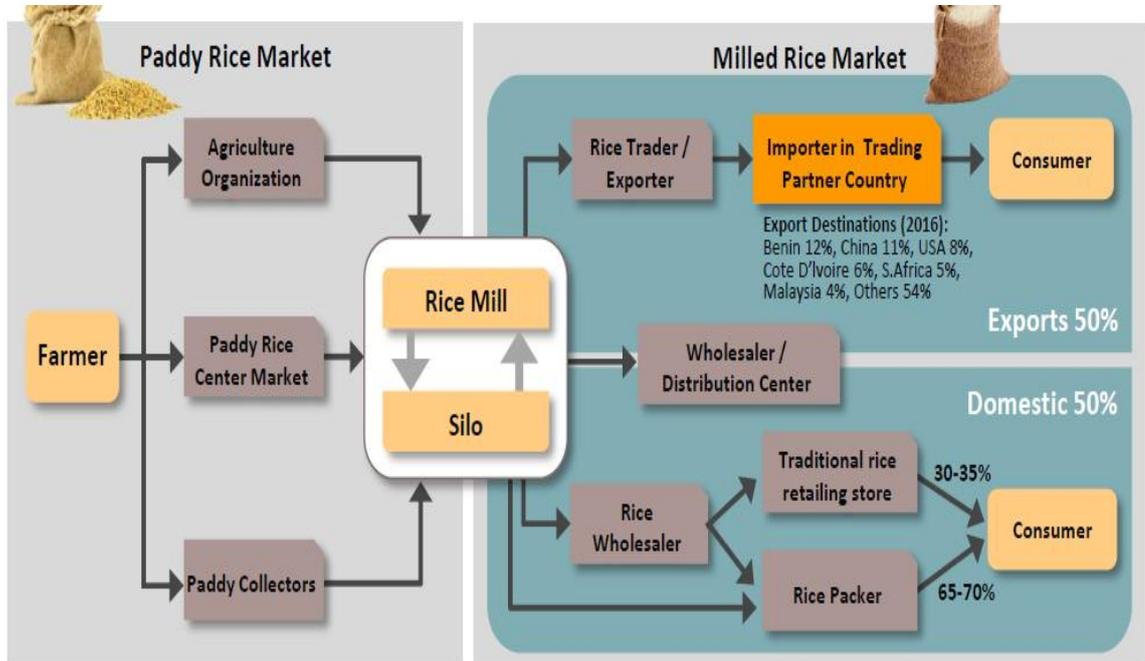 Paddy Rice Market
Milled Rice Market
Agriculture
Organization
Rice Trader /
Exporter
Importer in Trading
Partner Country
Consumer
Export Destinations (2016):
Benin 12%, China 11%, USA 8%,
Cote D'Ivoire 6%, S.Africa 5%,
Malaysia 4%, Others 54%
Exports 50%
Farmer
Paddy Rice
Center Market
Rice Mill
Silo
Wholesaler /
Distribution Center
Domestic 50%
Paddy Collectors
Rice
Wholesaler
Traditional rice
retailing store
30-35%
Rice Packer
65-70%
Consumer